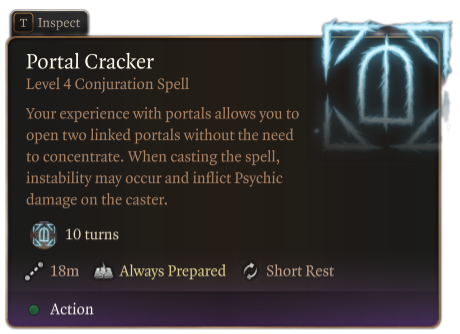 T Inspect
Portal Cracker
Level 4 Conjuration Spell
Your experience with portals allows you to
open two linked portals without the need
to concentrate. When casting the spell,
instability may occur and inflict Psychic
damage on the caster.
10 turns
18m Always Prepared Short Rest
Action